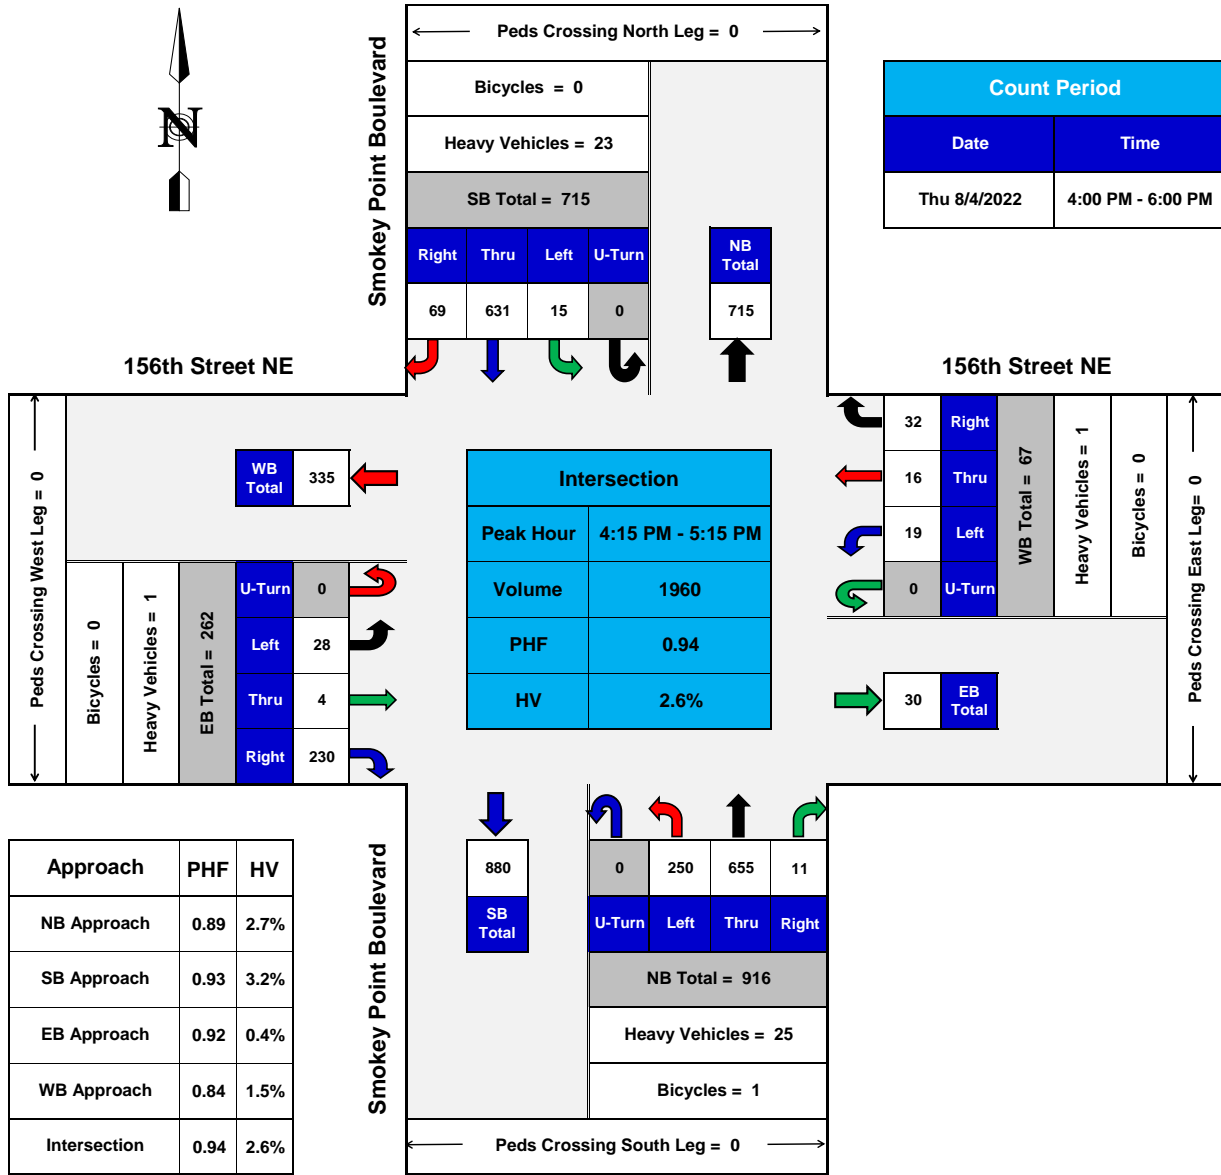 Peds Crossing North Leg = 0
N
Smokey Point Boulevard
Bicycles = 0
Heavy Vehicles = 23
SB Total = 715
Right Thru Left U-Turn
69 631 15 0
NB
Total
715
Count Period
Date Time
Thu 8/4/2022 4:00 PM - 6:00 PM
156th Street NE
156th Street NE
Peds Crossing West Leg = 0
WB
Total
335
Bicycles = 0
Heavy Vehicles = 1
EB Total = 262
U-Turn 0
Left 28
Thru 4
Right 230
Intersection
Peak Hour 4:15 PM - 5:15 PM
Volume 1960
PHF 0.94
HV 2.6%
32 Right
16 Thru
19 Left
0 U-Turn
WB Total = 67
Heavy Vehicles = 1
Bicycles = 0
Peds Crossing East Leg= 0
30
EB
Total
Approach PHF HV
NB Approach 0.89 2.7%
SB Approach 0.93 3.2%
EB Approach 0.92 0.4%
WB Approach 0.84 1.5%
Intersection 0.94 2.6%
Smokey Point Boulevard
880
SB
Total
0 250 655 11
U-Turn Left Thru Right
NB Total = 916
Heavy Vehicles = 25
Bicycles = 1
Peds Crossing South Leg = 0